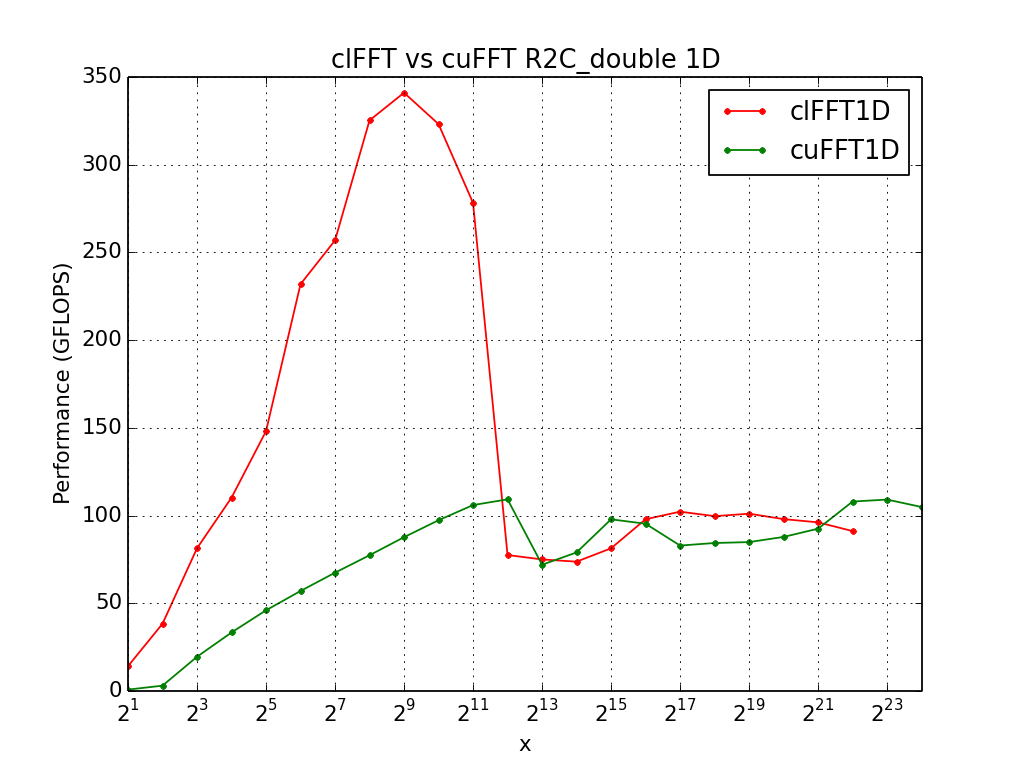 clFFT vs cuFFT R2C_double 1D
clFFT1D
cuFFT1D
Performance (GFLOPS)
350
300
250
200
150
100
50
0
2^1 2^3 2^5 2^7 2^9 2^11 2^13 2^15 2^17 2^19 2^21 2^23
x